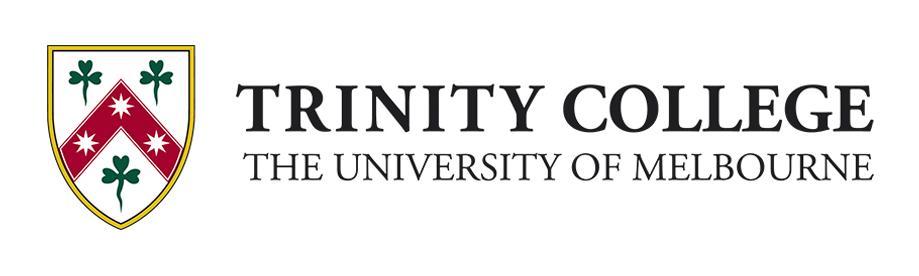 TRINITY COLLEGE
THE UNIVERSITY OF MELBOURNE